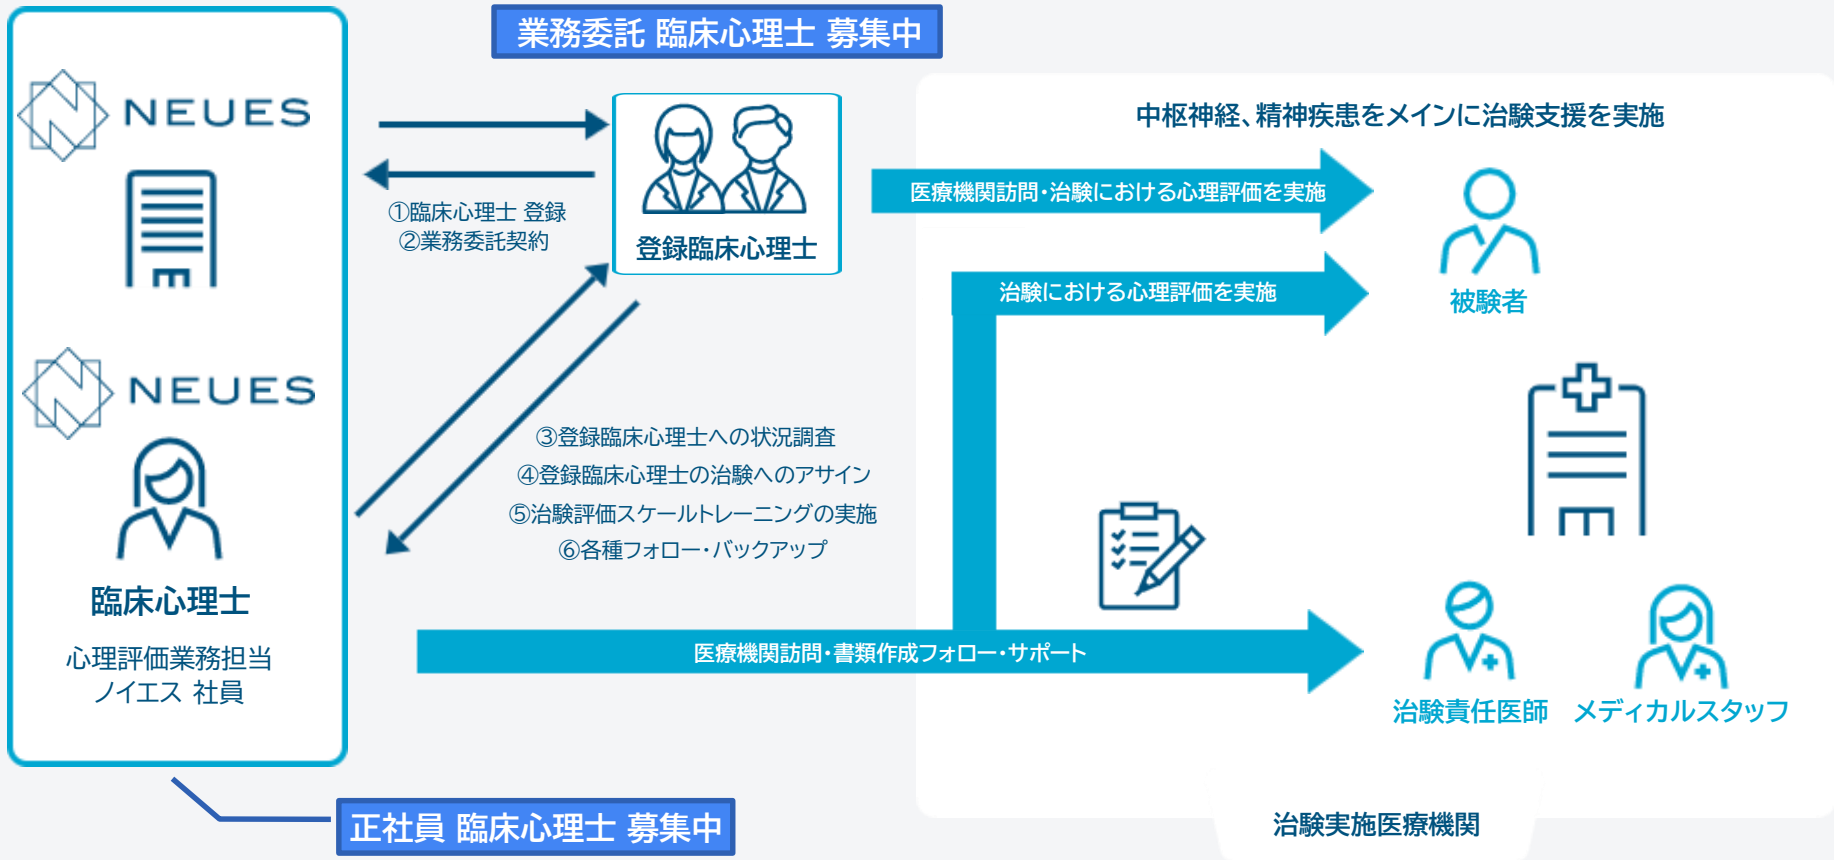 業務委託 臨床心理士 募集中
NEUES
①臨床心理士 登録
②業務委託契約
登録臨床心理士
中枢神経、精神疾患をメインに治験支援を実施
医療機関訪問・治験における心理評価を実施
治験における心理評価を実施
被験者
NEUES
臨床心理士
心理評価業務担当
ノイエス 社員
③登録臨床心理士への状況調査
④登録臨床心理士の治験へのアサイン
⑤治験評価スケールトレーニングの実施
⑥各種フォロー・バックアップ
医療機関訪問・書類作成フォロー・サポート
治験責任医師
メディカルスタッフ
正社員 臨床心理士 募集中
治験実施医療機関